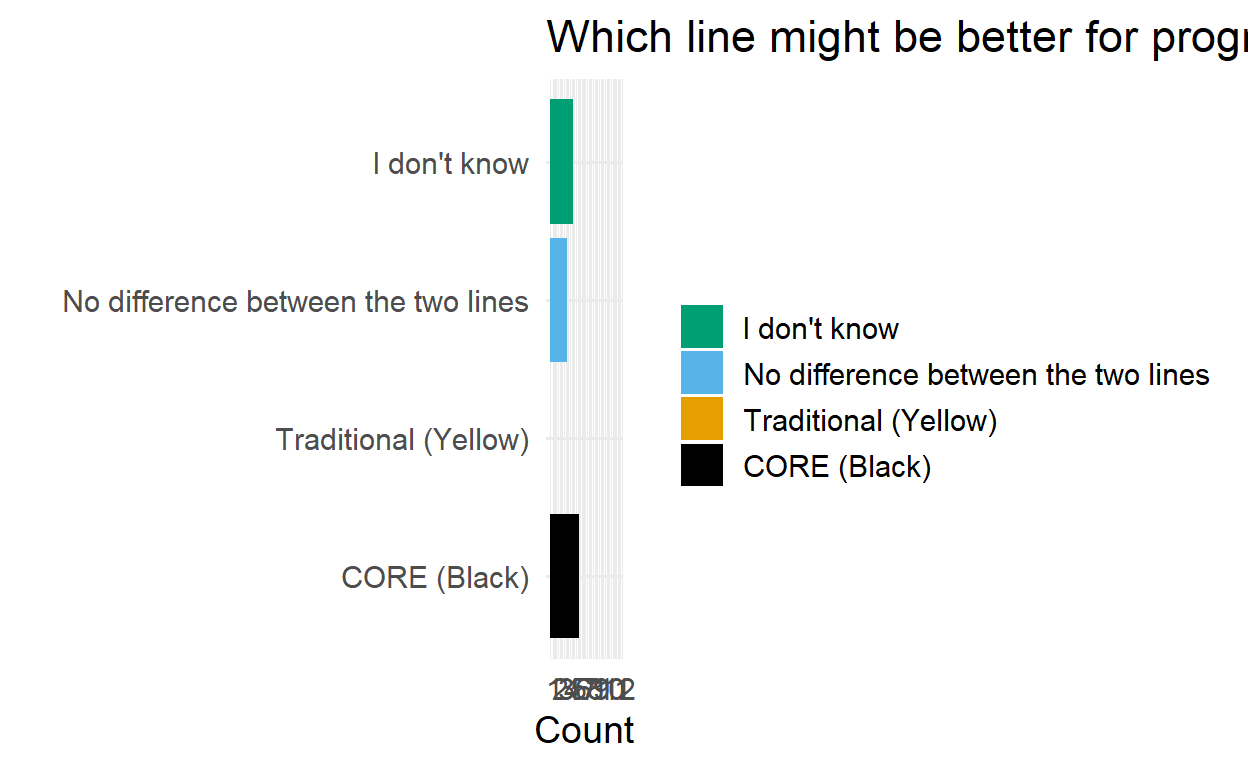 Which line might be better for progr
I don't know
No difference between the two lines
Traditional (Yellow)
CORE (Black)
I don't know
No difference between the two lines
Traditional (Yellow)
CORE (Black)
Count